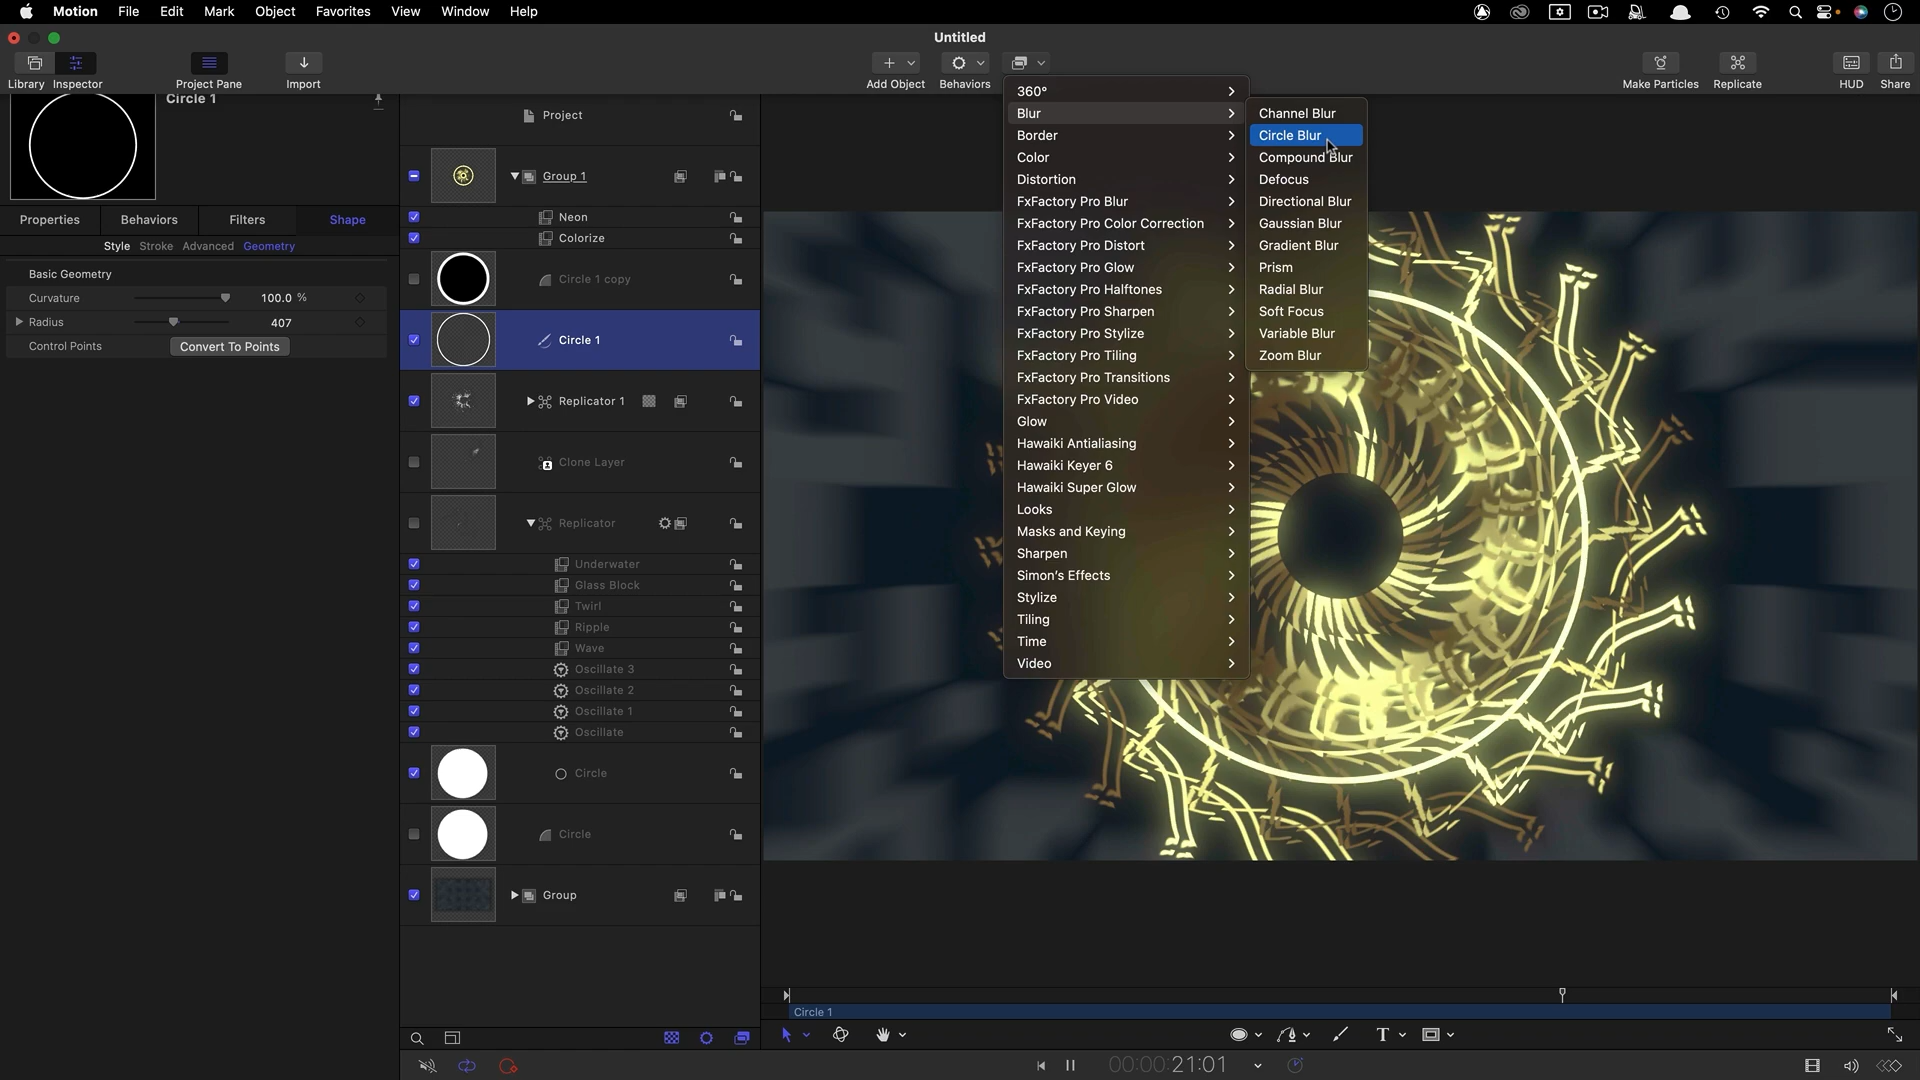 Motion File Edit Mark Object Favorites View Window Help
Untitled
Library Inspector Project Pane Import Add Object Behaviors Make Particles Replicate HUD Share
Circle 1
Properties Behaviors Filters Shape
Style Stroke Advanced Geometry
Basic Geometry
Curvature 100.0 %
Radius 407
Control Points Convert To Points
Project
Group 1
Neon
Colorize
Circle 1 copy
Circle 1
Replicator 1
Clone Layer
Replicator
Underwater
Glass Block
Twirl
Ripple
Wave
Oscillate 3
Oscillate 2
Oscillate 1
Oscillate
Circle
Circle
Group
360°
Blur
Border
Color
Distortion
FxFactory Pro Blur
FxFactory Pro Color Correction
FxFactory Pro Distort
FxFactory Pro Glow
FxFactory Pro Halftones
FxFactory Pro Sharpen
FxFactory Pro Stylize
FxFactory Pro Tiling
FxFactory Pro Transitions
FxFactory Pro Video
Glow
Hawaiki Antialiasing
Hawaiki Keyer 6
Hawaiki Super Glow
Looks
Masks and Keying
Sharpen
Simon's Effects
Stylize
Tiling
Time
Video
Channel Blur
Circle Blur
Compound Blur
Defocus
Directional Blur
Gaussian Blur
Gradient Blur
Prism
Radial Blur
Soft Focus
Variable Blur
Zoom Blur
Circle 1
T
00:00:21:01